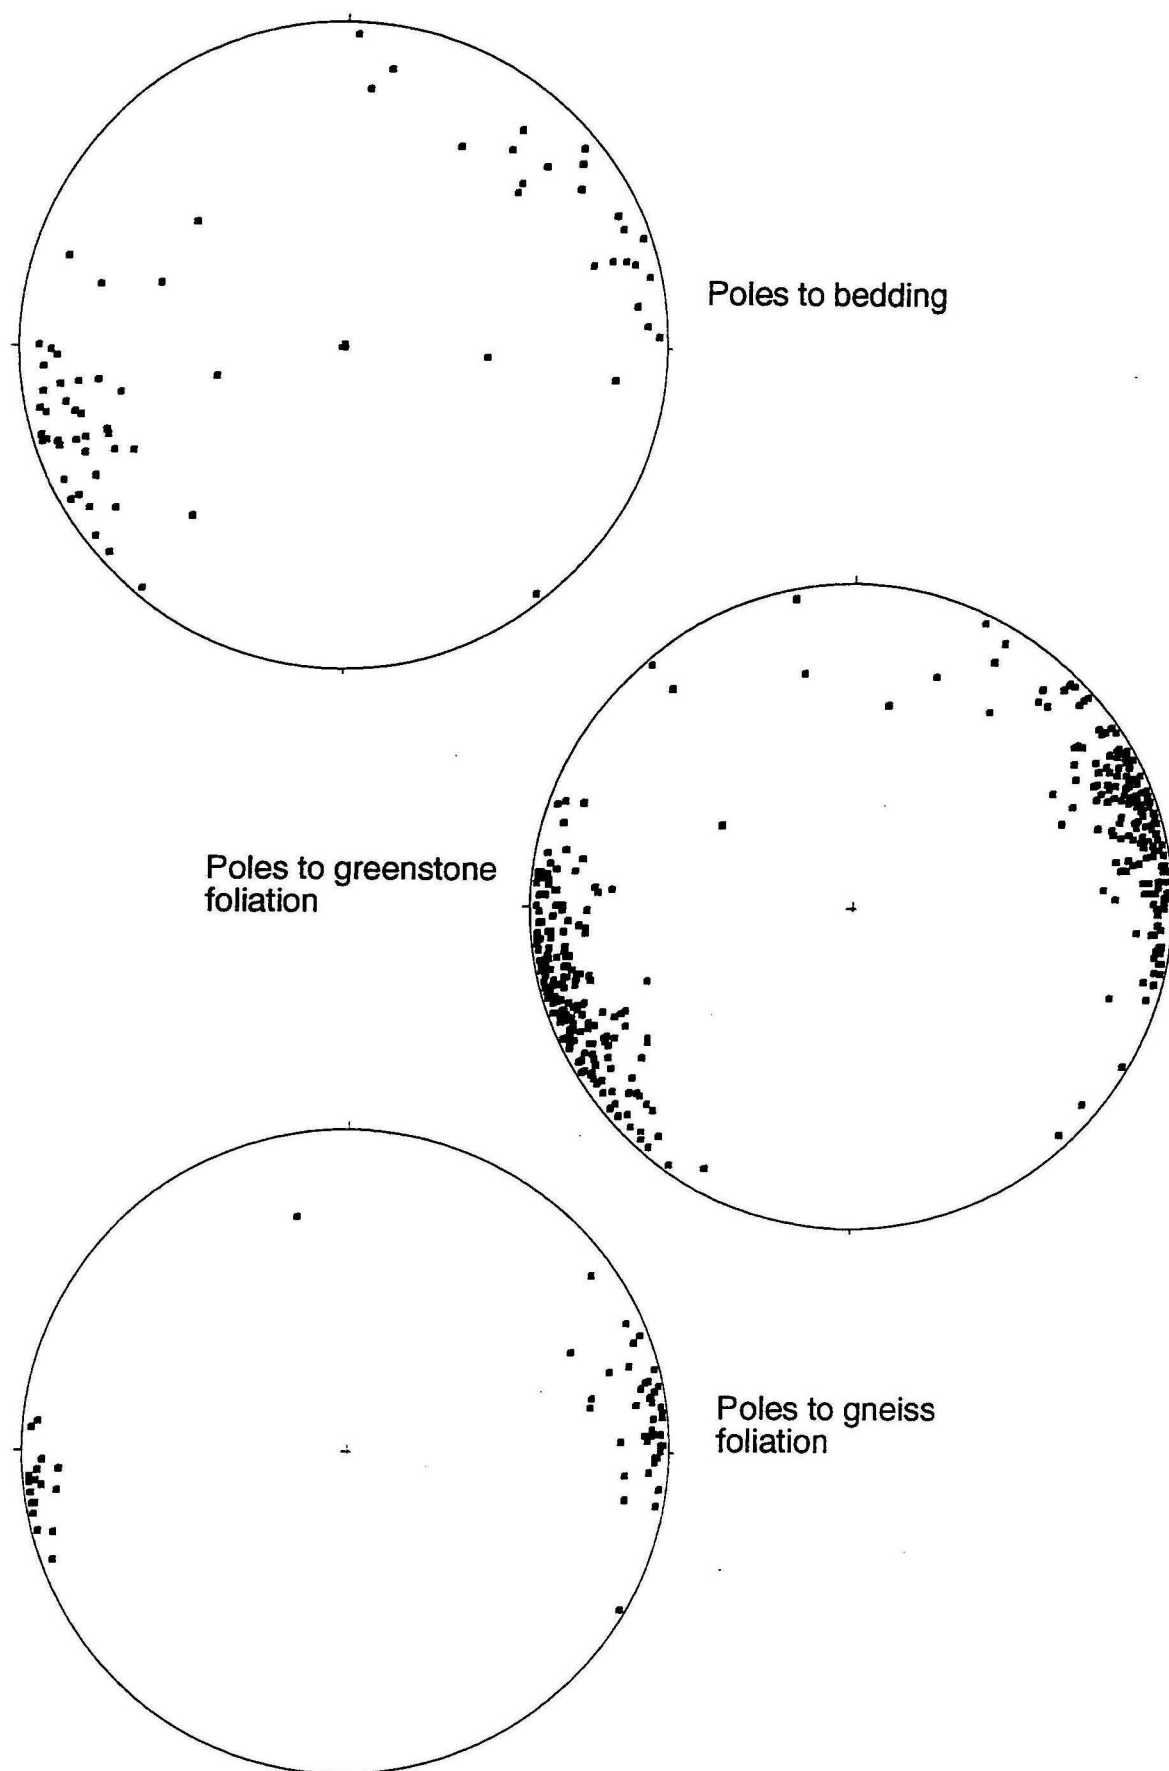 Poles to bedding
Poles to greenstone
foliation
Poles to gneiss
foliation